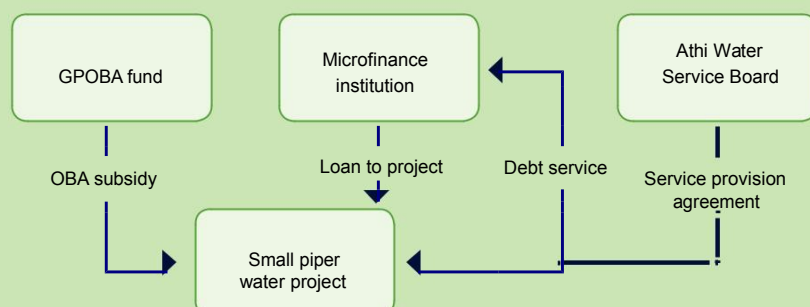 GPOBA fund
Microfinance
institution
Athi Water
Service Board
OBA subsidy
Loan to project
Debt service
Service provision
agreement
Small piper
water project